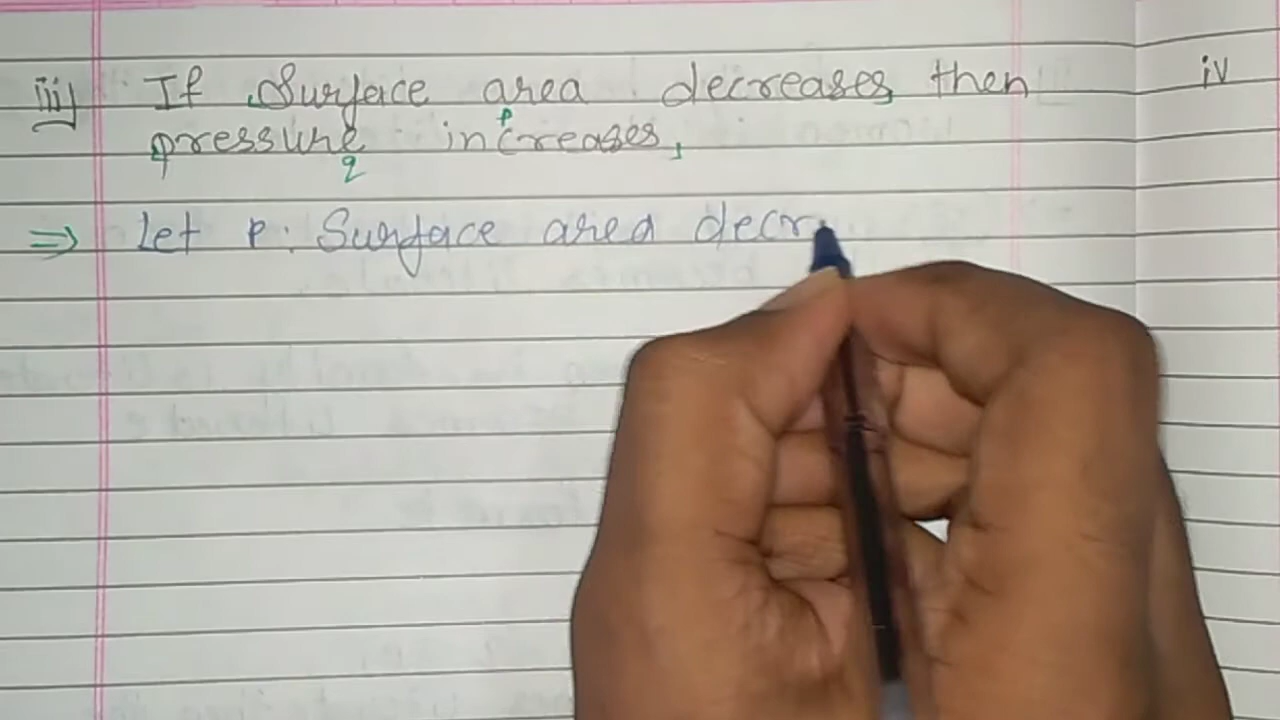 iii) If Surface area decreases, then
p
pressure increases,
q
⇒ Let p : Surface area decr
iv